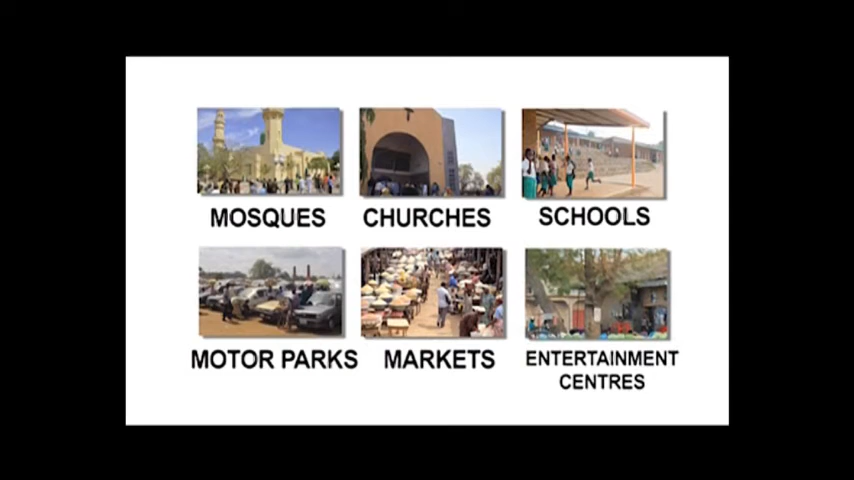 MOSQUES
CHURCHES
SCHOOLS
MOTOR PARKS
MARKETS
ENTERTAINMENT
CENTRES